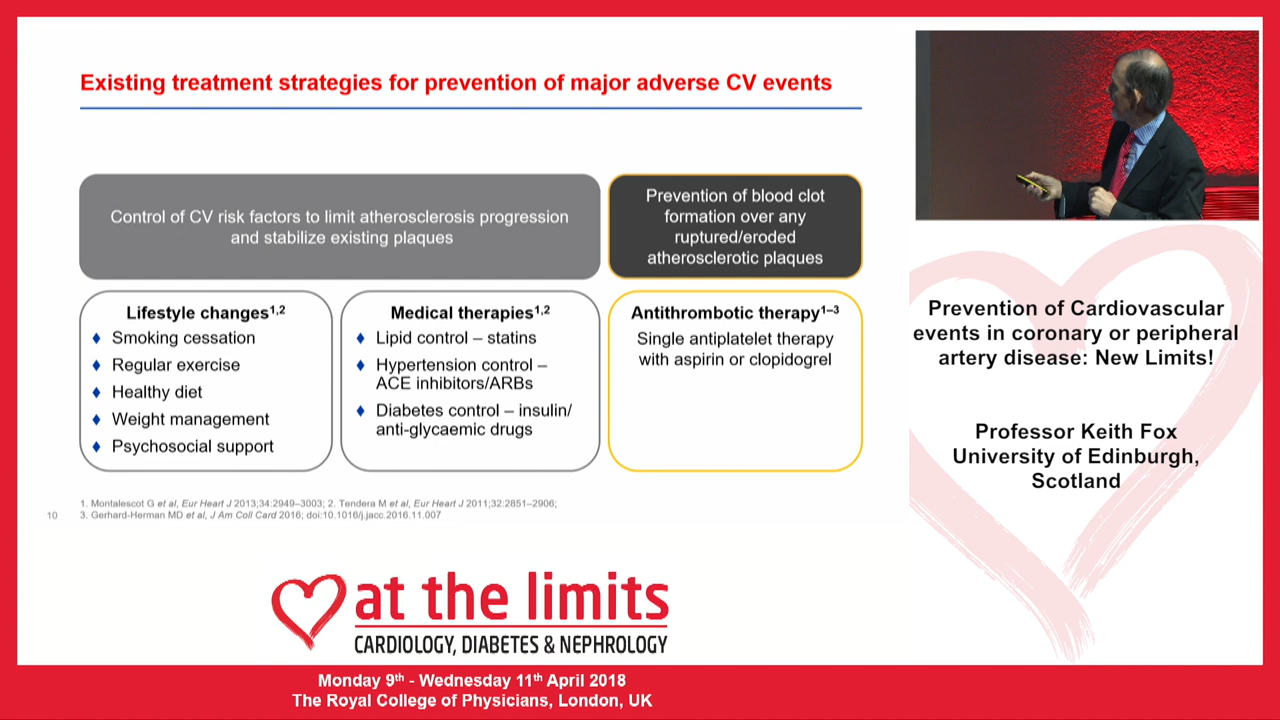 Existing treatment strategies for prevention of major adverse CV events
Control of CV risk factors to limit atherosclerosis progression
and stabilize existing plaques
Prevention of blood clot
formation over any
ruptured/eroded
atherosclerotic plaques
Lifestyle changes1,2
♦ Smoking cessation
♦ Regular exercise
♦ Healthy diet
♦ Weight management
♦ Psychosocial support
Medical therapies1,2
♦ Lipid control – statins
♦ Hypertension control –
ACE inhibitors/ARBs
♦ Diabetes control – insulin/
anti-glycaemic drugs
Antithrombotic therapy1–3
Single antiplatelet therapy
with aspirin or clopidogrel
1. Montalescot G et al, Eur Heart J 2013;34:2949–3003; 2. Tendera M et al, Eur Heart J 2011;32:2851–2906;
3. Gerhard-Herman MD et al, J Am Coll Card 2016; doi:10.1016/j.jacc.2016.11.007
10
Prevention of Cardiovascular
events in coronary or peripheral
artery disease: New Limits!
Professor Keith Fox
University of Edinburgh,
Scotland
at the limits
CARDIOLOGY, DIABETES & NEPHROLOGY
Monday 9th - Wednesday 11th April 2018
The Royal College of Physicians, London, UK